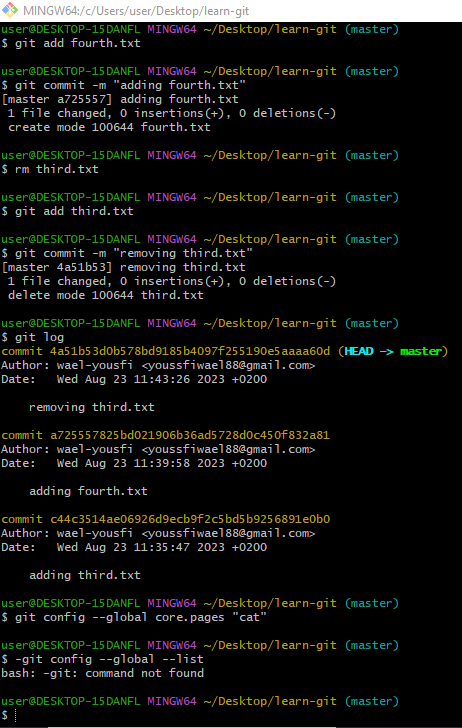 MINGW64:/c/Users/user/Desktop/learn-git
user@DESKTOP-15DANFL MINGW64 ~/Desktop/learn-git (master)
$ git add fourth.txt
user@DESKTOP-15DANFL MINGW64 ~/Desktop/learn-git (master)
$ git commit -m "adding fourth.txt"
[master a725557] adding fourth.txt
 1 file changed, 0 insertions(+), 0 deletions(-)
 create mode 100644 fourth.txt
user@DESKTOP-15DANFL MINGW64 ~/Desktop/learn-git (master)
$ rm third.txt
user@DESKTOP-15DANFL MINGW64 ~/Desktop/learn-git (master)
$ git add third.txt
user@DESKTOP-15DANFL MINGW64 ~/Desktop/learn-git (master)
$ git commit -m "removing third.txt"
[master 4a51b53] removing third.txt
 1 file changed, 0 insertions(+), 0 deletions(-)
 delete mode 100644 third.txt
user@DESKTOP-15DANFL MINGW64 ~/Desktop/learn-git (master)
$ git log
commit 4a51b53d0b578bd9185b4097f255190e5aaaa60d (HEAD -> master)
Author: wael-yousfi <youssfiwael88@gmail.com>
Date:   Wed Aug 23 11:43:26 2023 +0200
    removing third.txt
commit a725557825bd021906b36ad5728d0c450f832a81
Author: wael-yousfi <youssfiwael88@gmail.com>
Date:   Wed Aug 23 11:39:58 2023 +0200
    adding fourth.txt
commit c44c3514ae06926d9ecb9f2c5bd5b9256891e0b0
Author: wael-yousfi <youssfiwael88@gmail.com>
Date:   Wed Aug 23 11:35:47 2023 +0200
    adding third.txt
user@DESKTOP-15DANFL MINGW64 ~/Desktop/learn-git (master)
$ git config --global core.pages "cat"
user@DESKTOP-15DANFL MINGW64 ~/Desktop/learn-git (master)
$ -git config --global --list
bash: -git: command not found
user@DESKTOP-15DANFL MINGW64 ~/Desktop/learn-git (master)
$